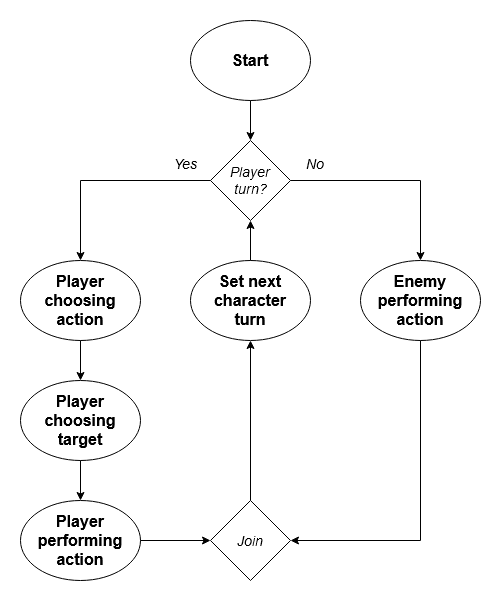 Start
Yes
Player
turn?
No
Player
choosing
action
Set next
character
turn
Enemy
performing
action
Player
choosing
target
Player
performing
action
Join